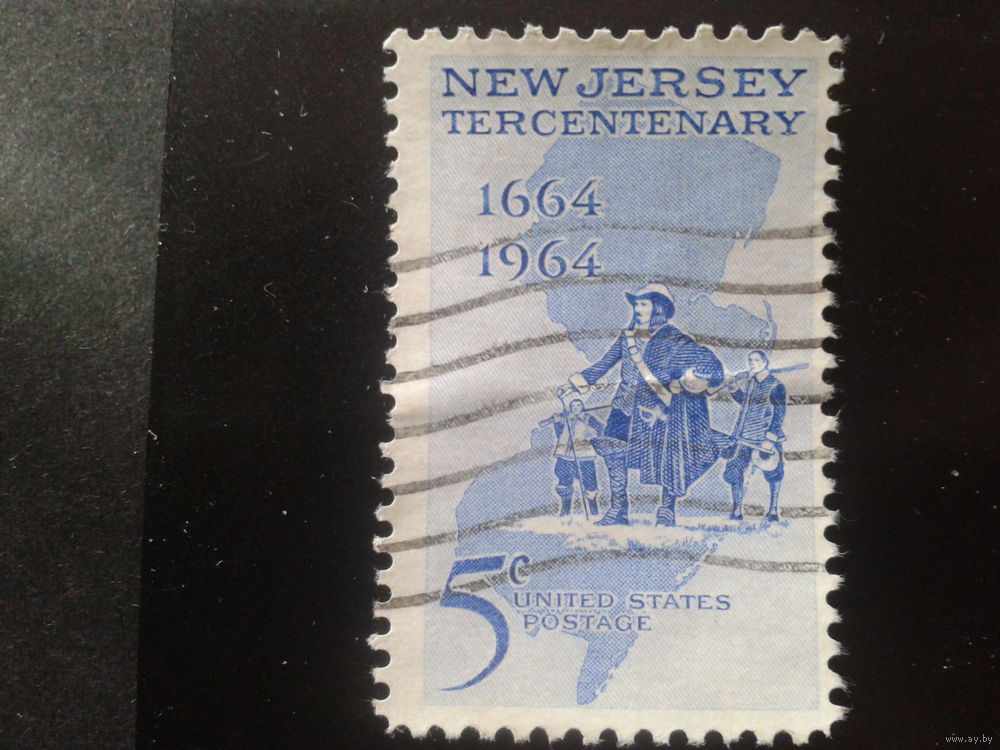 NEW JERSEY
TERCENTENARY
1664
1964
5c
UNITED STATES
POSTAGE
www.ay.by